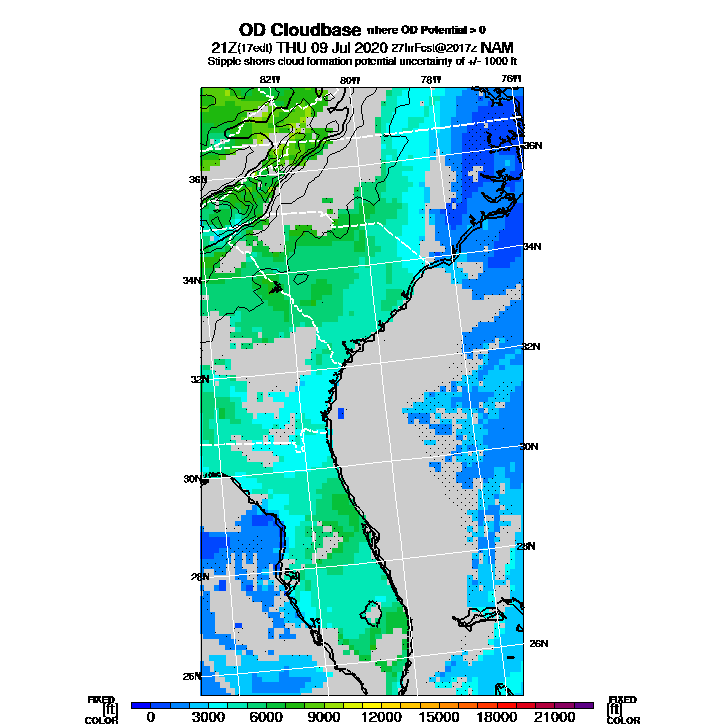 OD Cloudbase where OD Potential > 0
21Z(17edt) THU 09 Jul 2020 27hrFcst@2017z NAM
Stipple shows cloud formation potential uncertainty of +/- 1000 ft
82W 80W 78W 76W
36N
36N
34N
34N
32N
32N
30N
30N
28N
28N
26N
26N
FIXED FIXED
[ft] 0 3000 6000 9000 12000 15000 18000 21000 [ft]
COLOR COLOR